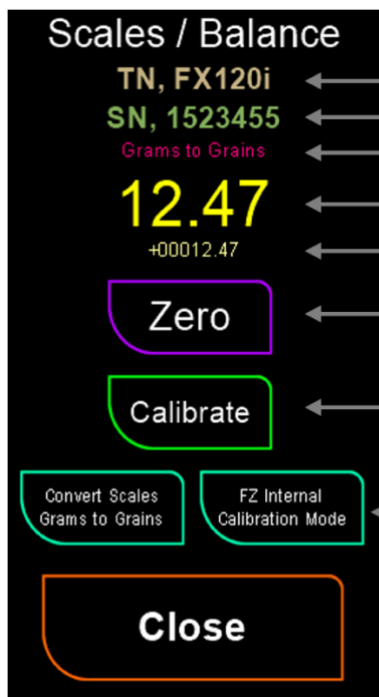 Scales / Balance
TN, FX120i
SN, 1523455
Grams to Grains
12.47
+00012.47
Zero
Calibrate
Convert Scales
Grams to Grains
FZ Internal
Calibration Mode
Close